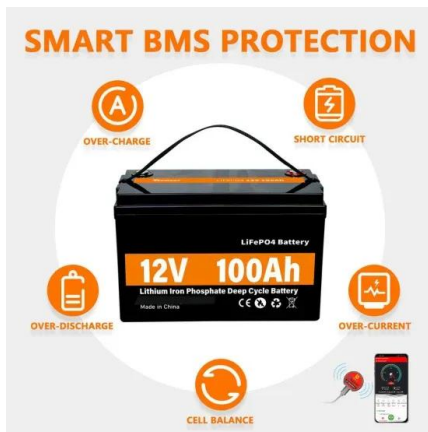 SMART BMS PROTECTION
A
OVER-CHARGE
SHORT CIRCUIT
LiFePO4 Battery
12V 100Ah
Lithium Iron Phosphate Deep Cycle Battery
Made in China
CE
OVER-DISCHARGE
OVER-CURRENT
CELL BALANCE